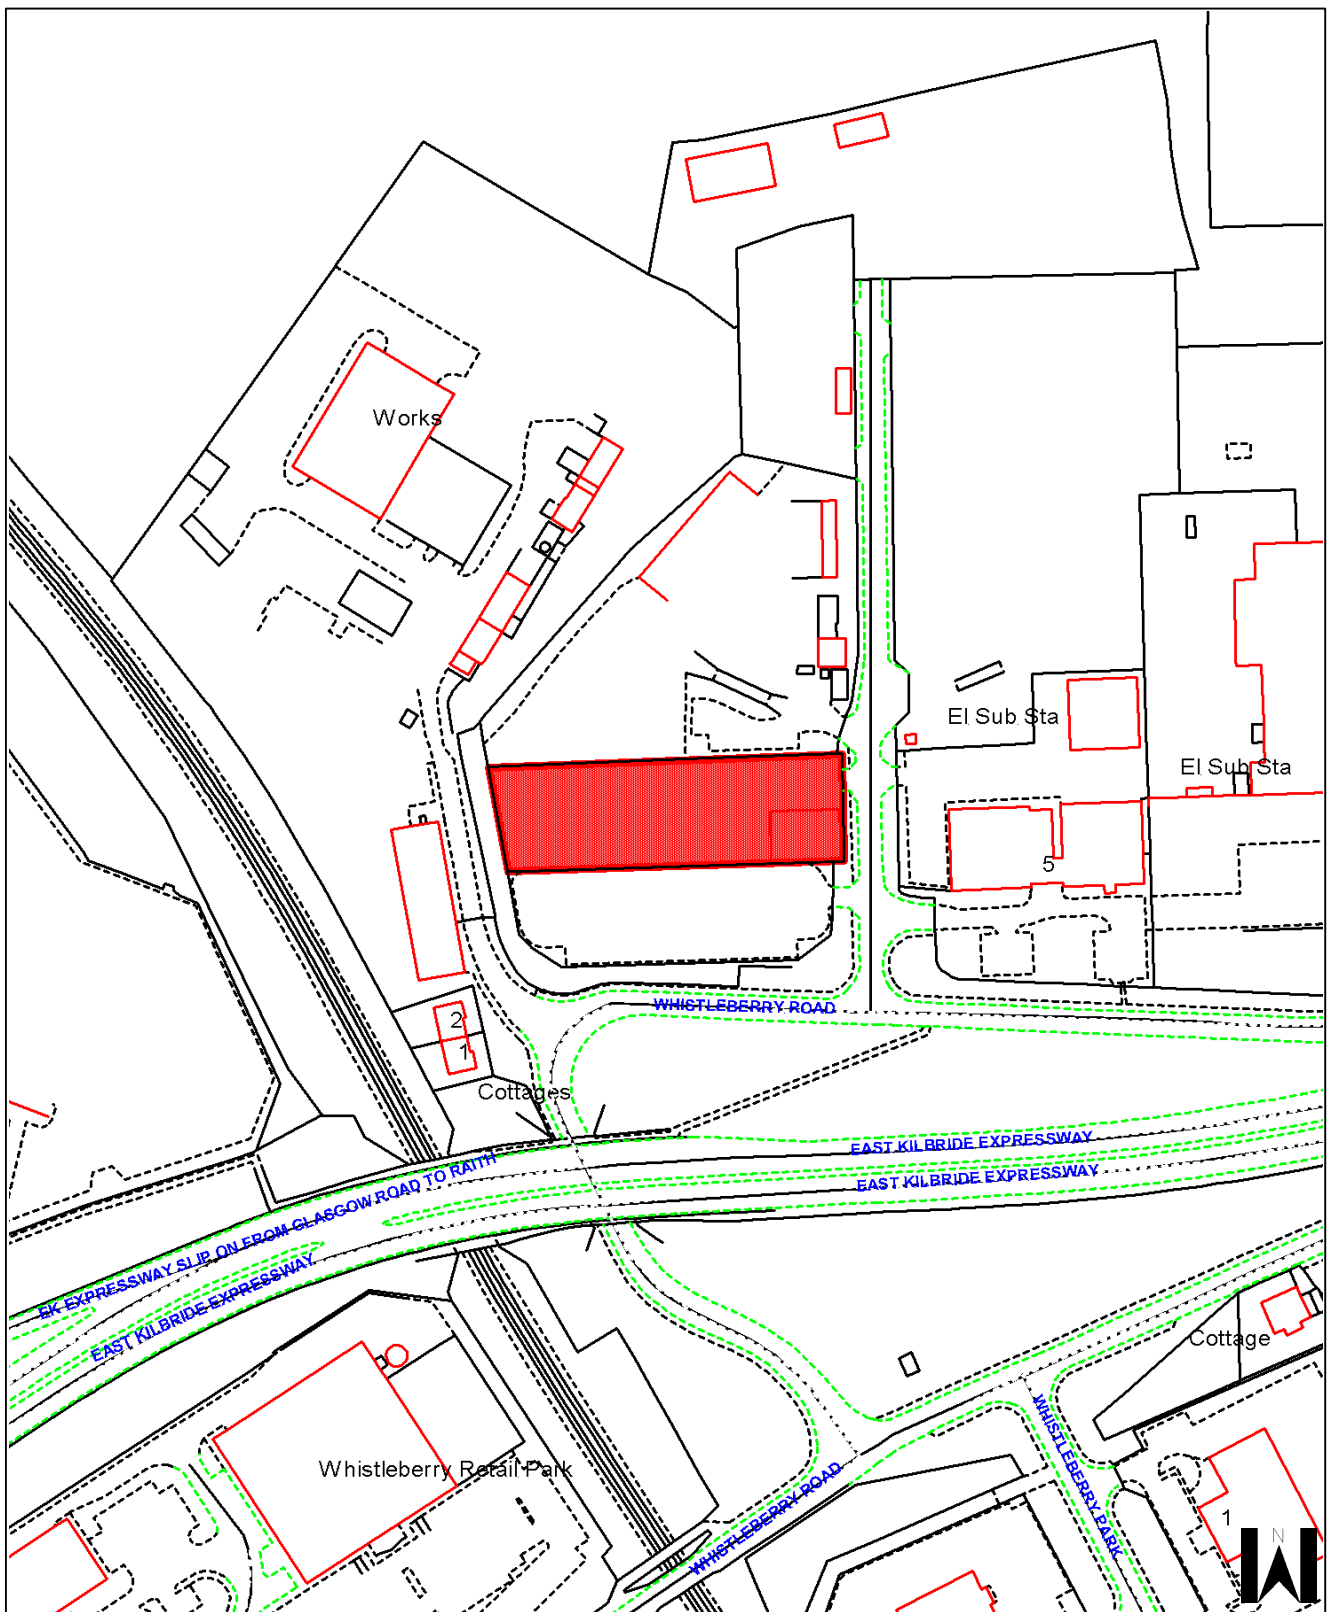 Works
El Sub Sta
El Sub Sta
5
WHISTLEBERRY ROAD
2
1
Cottages
EAST KILBRIDE EXPRESSWAY
EAST KILBRIDE EXPRESSWAY
EK EXPRESSWAY SLIP ON FROM GLASGOW ROAD TO RAITH
EAST KILBRIDE EXPRESSWAY
Cottage
WHISTLEBERRY PARK
Whistleberry Retail Park
WHISTLEBERRY ROAD
1
N